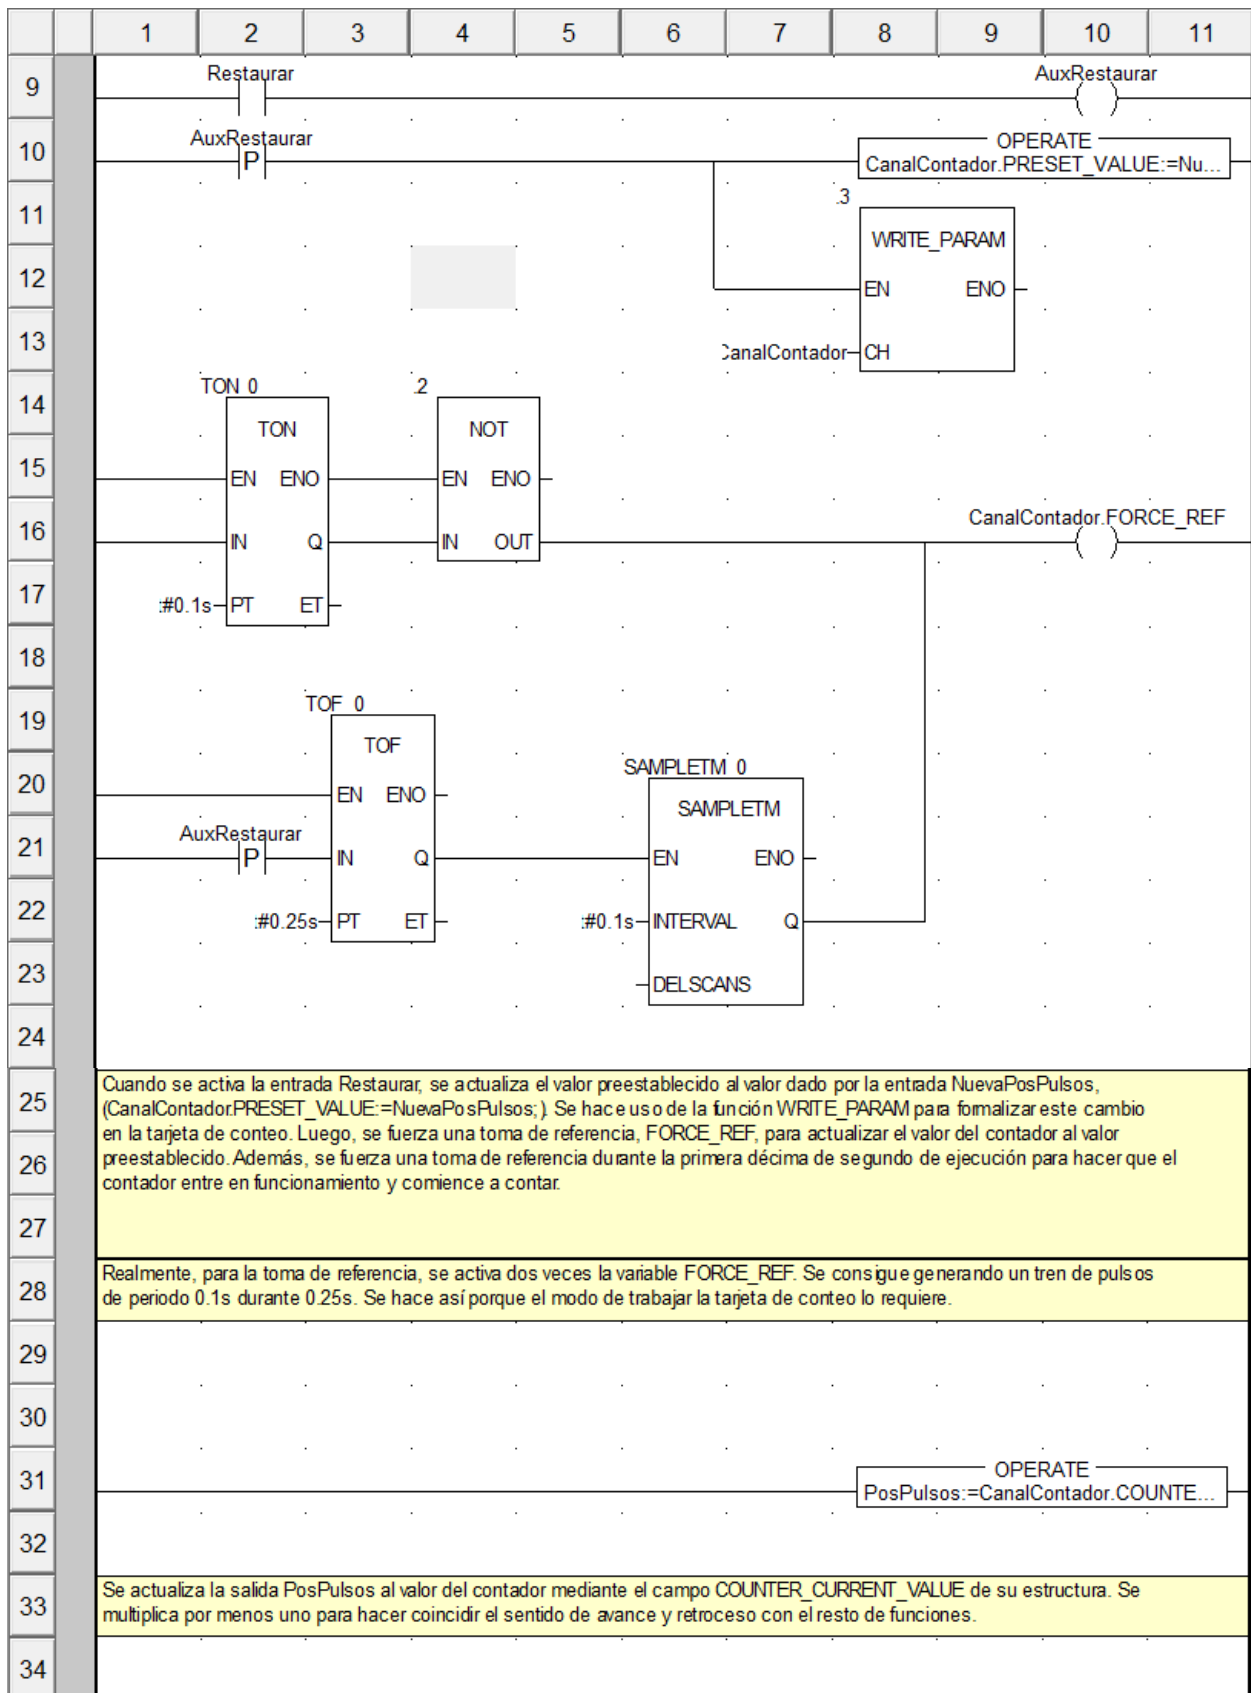 1 2 3 4 5 6 7 8 9 10 11
9
Restaurar AuxRestaurar
10
AuxRestaurar
P
OPERATE
CanalContador.PRESET_VALUE:=Nu...
11
.3
WRITE_PARAM
12
EN ENO
13
CanalContador CH
14
TON_0 .2
TON NOT
15
EN ENO EN ENO
16
CanalContador.FORCE_REF
IN Q IN OUT
17
:#0.1s PT ET
18
19
TOF_0
TOF
20
SAMPLETM_0
EN ENO
SAMPLETM
21
AuxRestaurar
P IN Q EN ENO
22
:#0.25s PT ET :#0.1s INTERVAL Q
23
DELSCANS
24
25
Cuando se activa la entrada Restaurar, se actualiza el valor preestablecido al valor dado por la entrada NuevaPosPulsos,
(CanalContador.PRESET_VALUE:=NuevaPosPulsos;). Se hace uso de la función WRITE_PARAM para formalizar este cambio
en la tarjeta de conteo. Luego, se fuerza una toma de referencia, FORCE_REF, para actualizar el valor del contador al valor
26
preestablecido. Además, se fuerza una toma de referencia durante la primera décima de segundo de ejecución para hacer que el
contador entre en funcionamiento y comience a contar.
27
28
Realmente, para la toma de referencia, se activa dos veces la variable FORCE_REF. Se consigue generando un tren de pulsos
de periodo 0.1s durante 0.25s. Se hace así porque el modo de trabajar la tarjeta de conteo lo requiere.
29
30
31
OPERATE
PosPulsos:=CanalContador.COUNTE...
32
33
Se actualiza la salida PosPulsos al valor del contador mediante el campo COUNTER_CURRENT_VALUE de su estructura. Se
multiplica por menos uno para hacer coincidir el sentido de avance y retroceso con el resto de funciones.
34